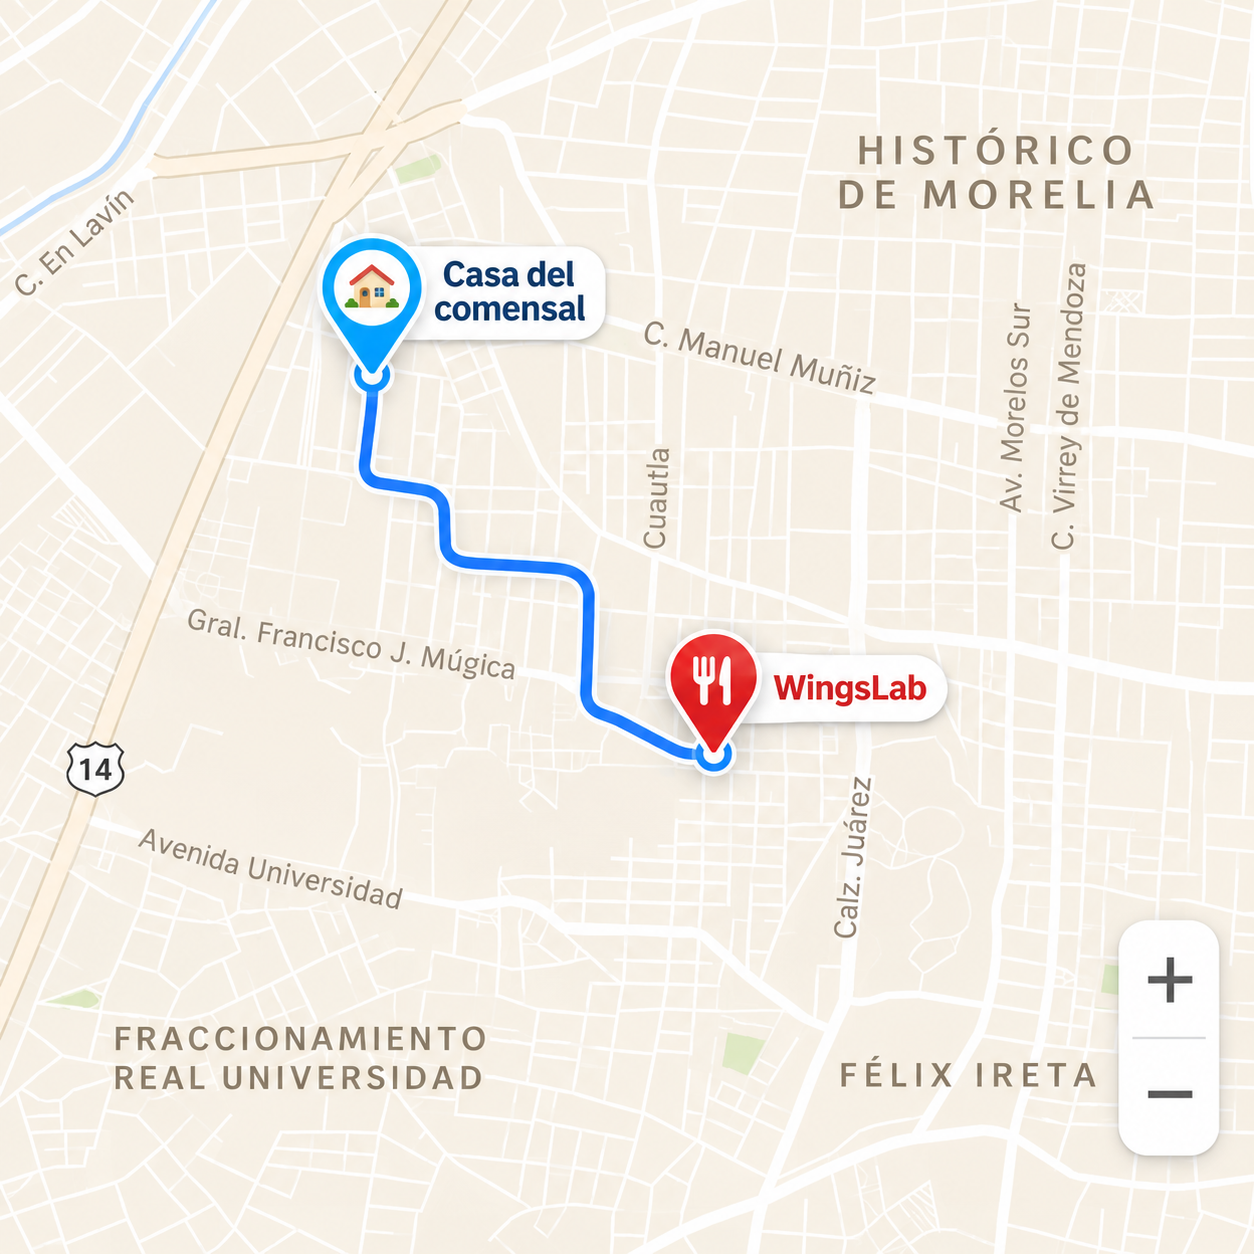 HISTÓRICO
DE MORELIA
C. En Lavín
Casa del
comensal
C. Manuel Muñiz
Av. Morelos Sur
C. Virrey de Mendoza
Cuautla
Gral. Francisco J. Múgica
WingsLab
14
Avenida Universidad
Calz. Juárez
+
−
FRACCIONAMIENTO
REAL UNIVERSIDAD
FÉLIX IRETA